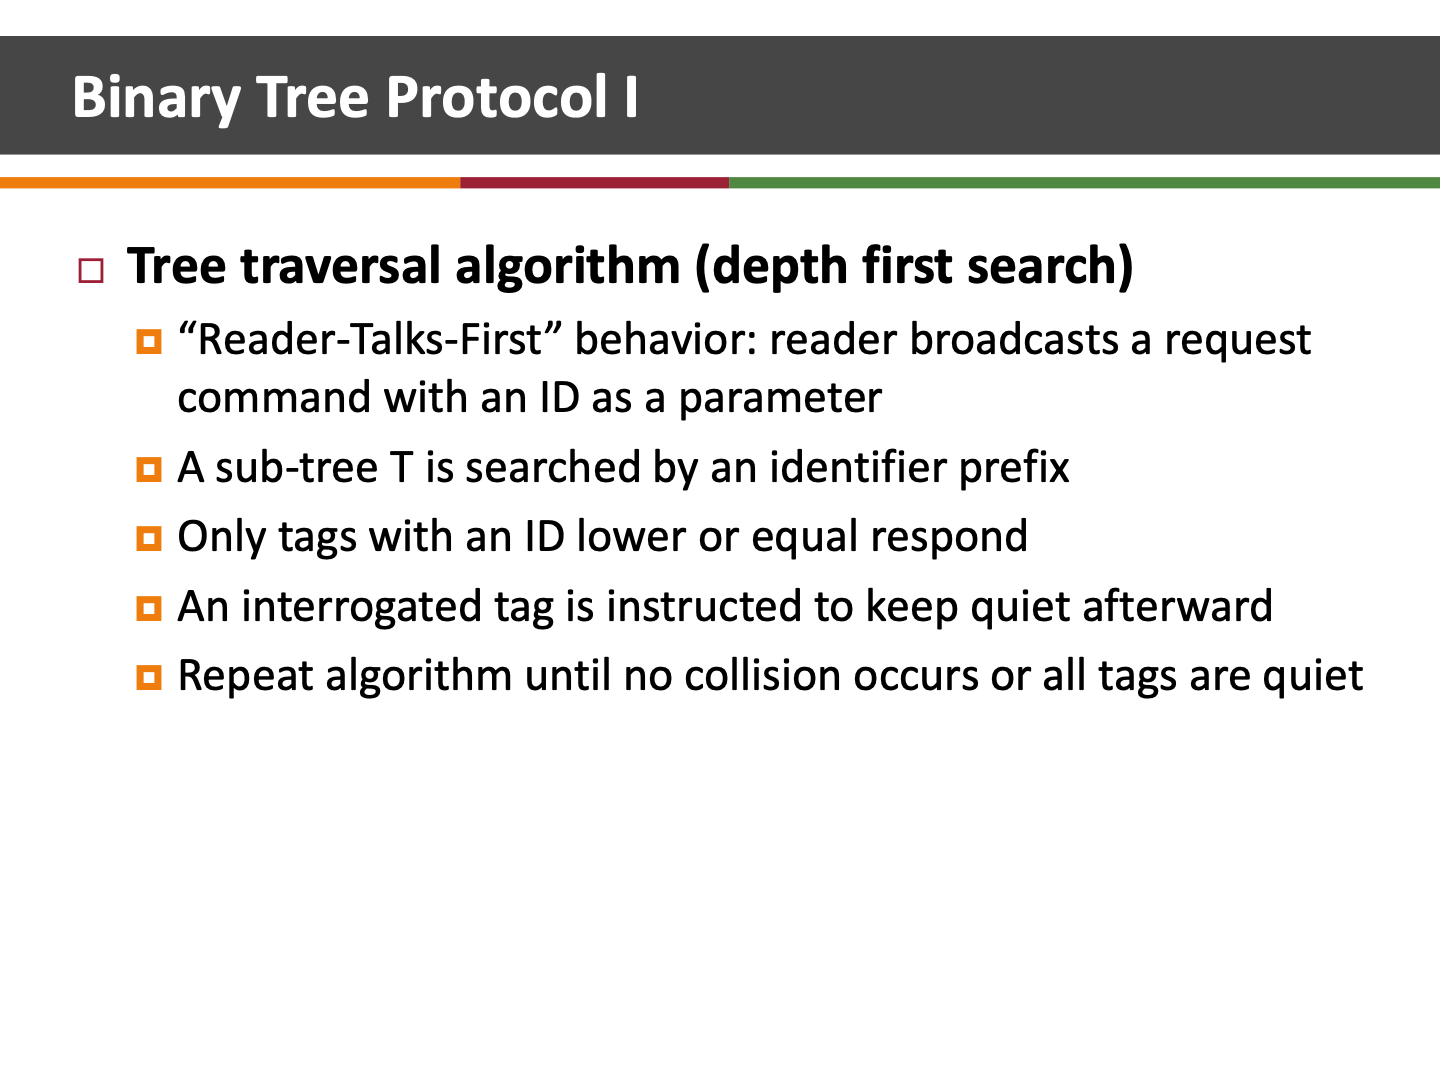 Binary Tree Protocol I
Tree traversal algorithm (depth first search)
“Reader-Talks-First” behavior: reader broadcasts a request
command with an ID as a parameter
A sub-tree T is searched by an identifier prefix
Only tags with an ID lower or equal respond
An interrogated tag is instructed to keep quiet afterward
Repeat algorithm until no collision occurs or all tags are quiet